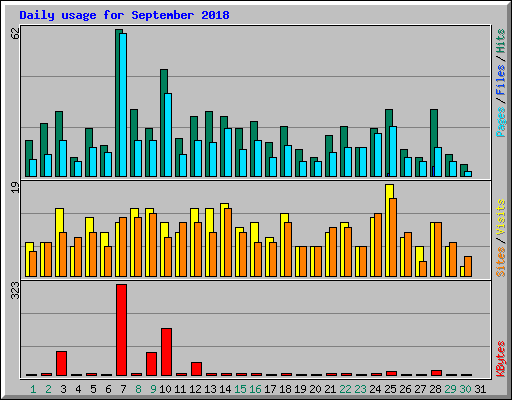 Daily usage for September 2018
62
Pages/Files/Hits
19
Sites/Visits
323
KBytes
1 2 3 4 5 6 7 8 9 10 11 12 13 14 15 16 17 18 19 20 21 22 23 24 25 26 27 28 29 30 31